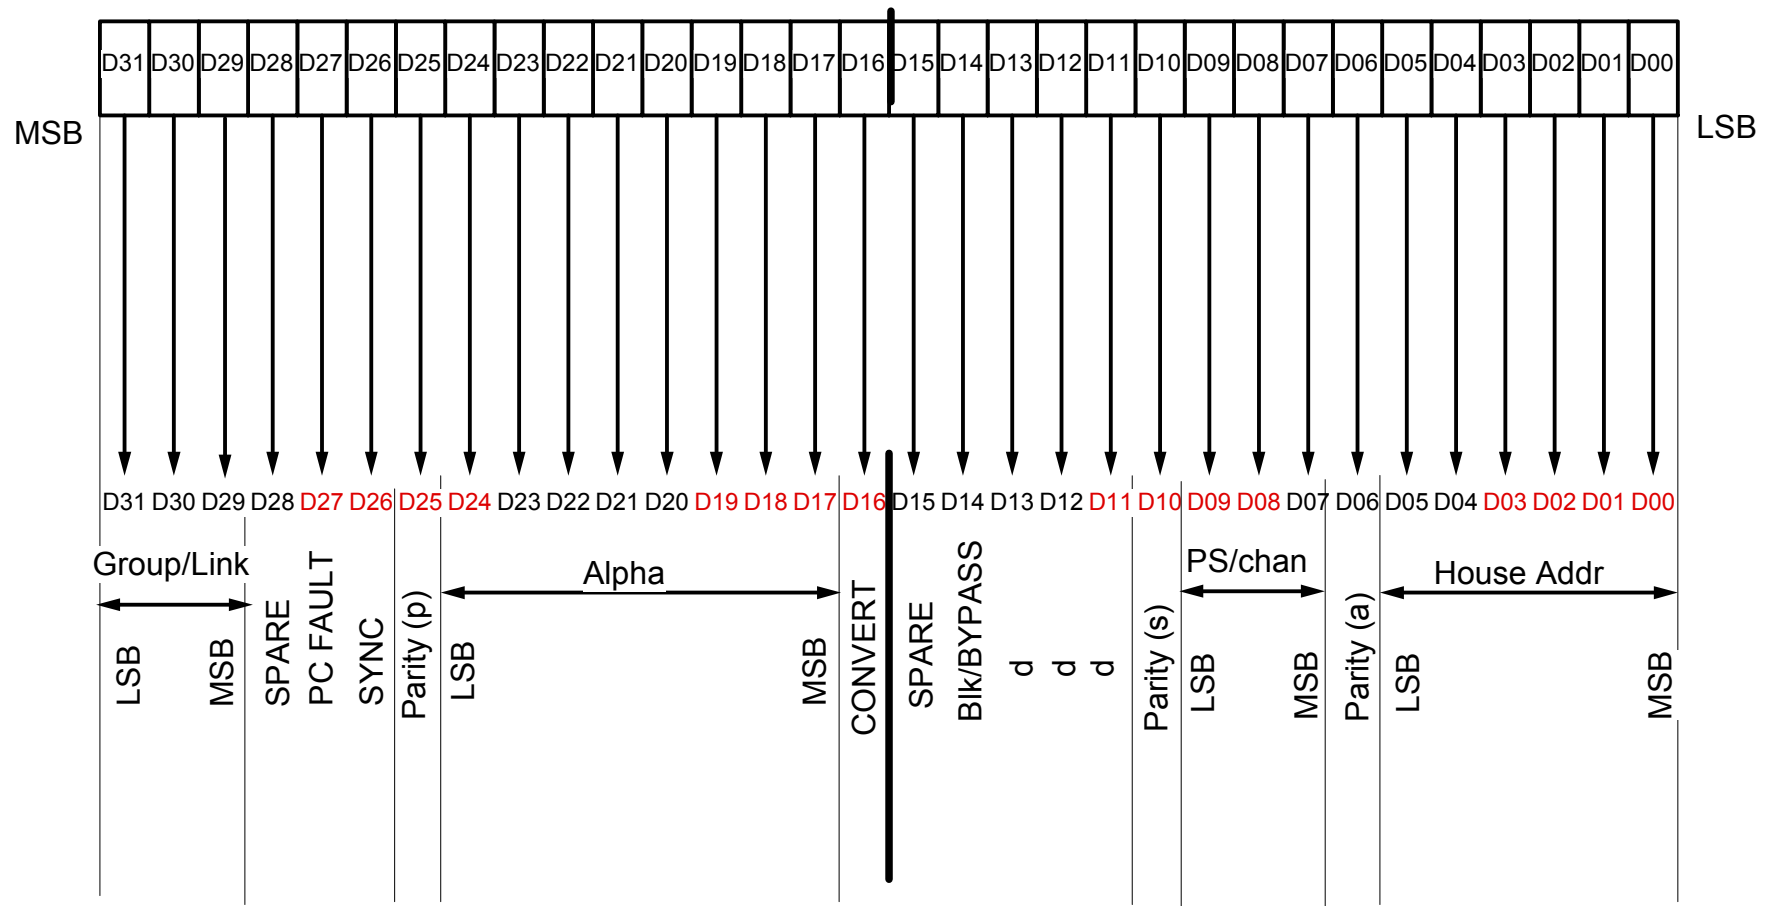 D31 D30 D29 D28 D27 D26 D25 D24 D23 D22 D21 D20 D19 D18 D17 D16 D15 D14 D13 D12 D11 D10 D09 D08 D07 D06 D05 D04 D03 D02 D01 D00
MSB LSB
D31 D30 D29 D28 D27 D26 D25 D24 D23 D22 D21 D20 D19 D18 D17 D16 D15 D14 D13 D12 D11 D10 D09 D08 D07 D06 D05 D04 D03 D02 D01 D00
Group/Link
LSB
MSB
SPARE
PC FAULT
SYNC
Parity (p)
Alpha
LSB
MSB
CONVERT
SPARE
Blk/BYPASS
d
d
d
Parity (s)
PS/chan
LSB
MSB
Parity (a)
House Addr
LSB
MSB